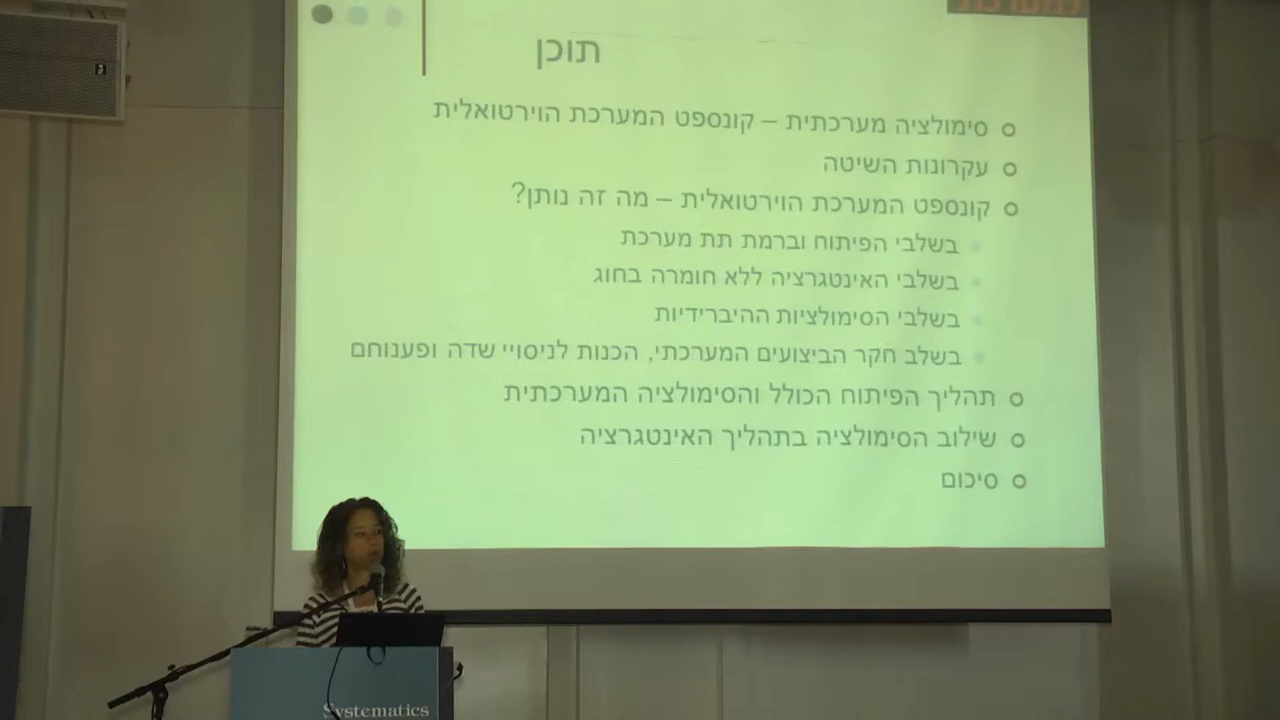 למערכת
תוכן
סימולציה מערכתית – קונספט המערכת הוירטואלית
עקרונות השיטה
קונספט המערכת הוירטואלית – מה זה נותן?
בשלבי הפיתוח וברמת תת מערכת
בשלבי האינטגרציה ללא חומרה בחוג
בשלבי הסימולציות ההיברידיות
בשלב חקר הביצועים המערכתי, הכנות לניסויי שדה ופענוחם
תהליך הפיתוח הכולל והסימולציה המערכתית
שילוב הסימולציה בתהליך האינטגרציה
סיכום
Systematics